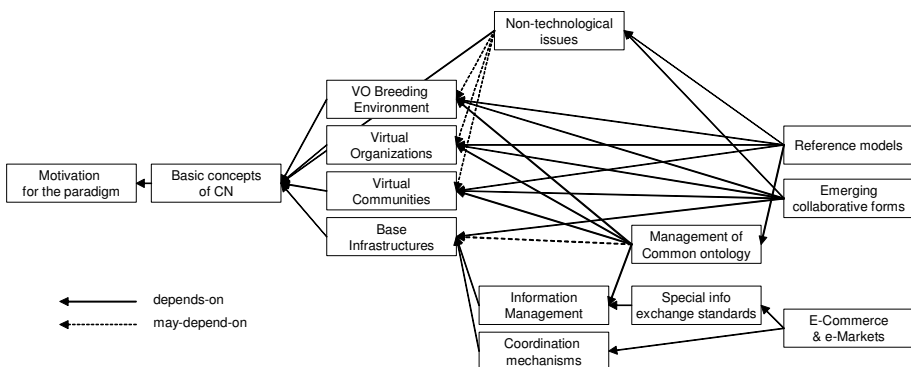 Non-technological
issues
VO Breeding
Environment
Virtual
Organizations
Reference models
Motivation
for the paradigm
Basic concepts
of CN
Virtual
Communities
Emerging
collaborative forms
Base
Infrastructures
Management of
Common ontology
depends-on
may-depend-on
Information
Management
Special info
exchange standards
E-Commerce
& e-Markets
Coordination
mechanisms